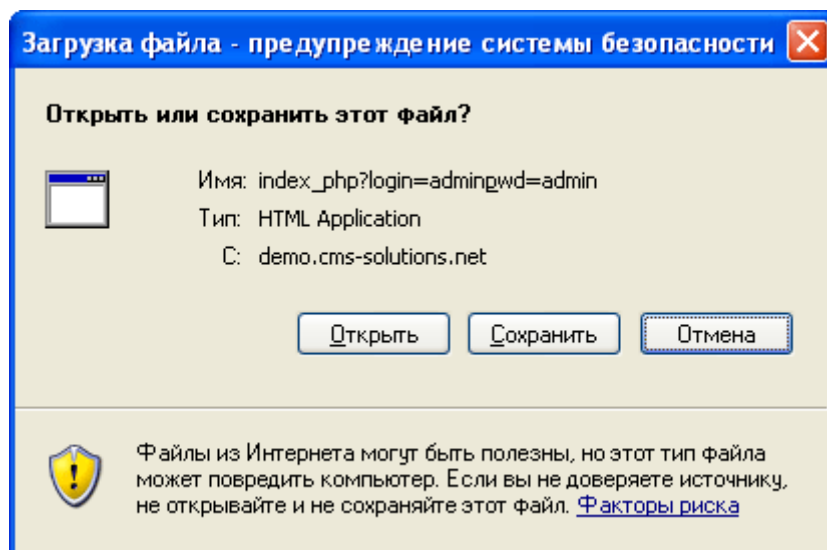 Загрузка файла - предупреждение системы безопасности
Открыть или сохранить этот файл?
Имя: index_php?login=adminpwd=admin
Тип: HTML Application
С: demo.cms-solutions.net
Открыть Сохранить Отмена
Файлы из Интернета могут быть полезны, но этот тип файла
может повредить компьютер. Если вы не доверяете источнику,
не открывайте и не сохраняйте этот файл. Факторы риска